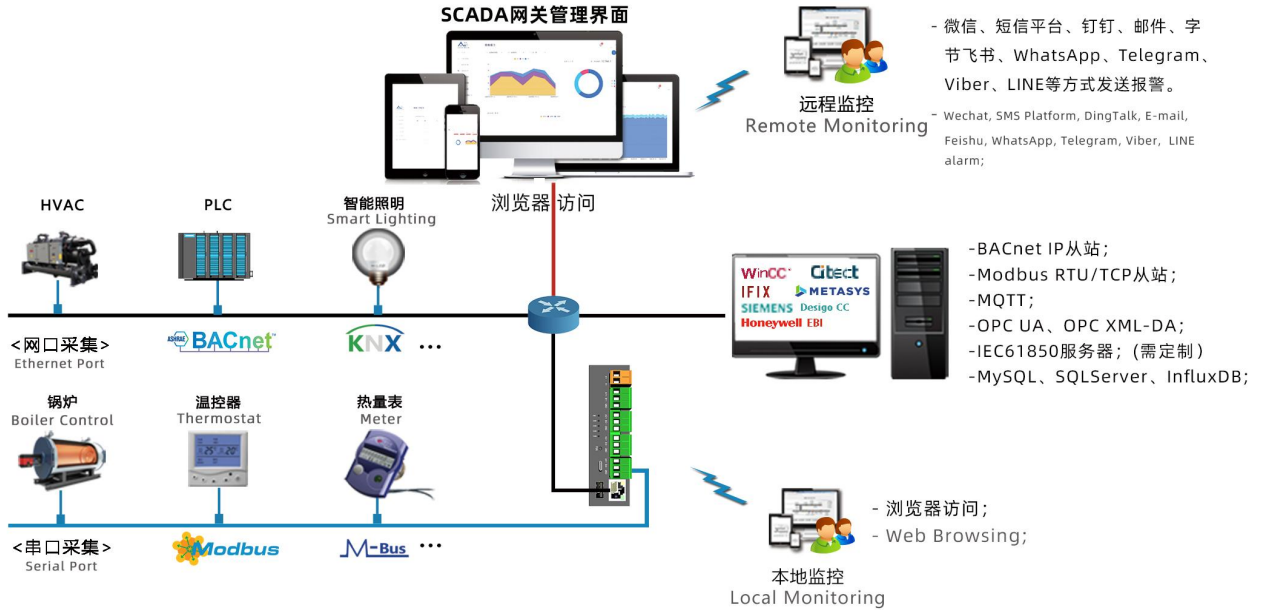 SCADA网关管理界面
- 微信、短信平台、钉钉、邮件、字
节飞书、WhatsApp、Telegram、
Viber、LINE等方式发送报警。
远程监控
Remote Monitoring
- Wechat, SMS Platform, DingTalk, E-mail,
Feishu, WhatsApp, Telegram, Viber, LINE
alarm;
浏览器 访问
HVAC
PLC
智能照明
Smart Lighting
<网口采集>
Ethernet Port
ASHRAE BACnet™
KNX
...
WinCC
Citect
IFIX
METASYS
SIEMENS Desigo CC
Honeywell EBI
-BACnet IP从站；
-Modbus RTU/TCP从站；
-MQTT；
-OPC UA、OPC XML-DA；
-IEC61850服务器；(需定制）
-MySQL、SQLServer、InfluxDB；
锅炉
Boiler Control
温控器
Thermostat
热量表
Meter
25° 20°
<串口采集>
Serial Port
Modbus
M-Bus
...
- 浏览器访问；
- Web Browsing;
本地监控
Local Monitoring